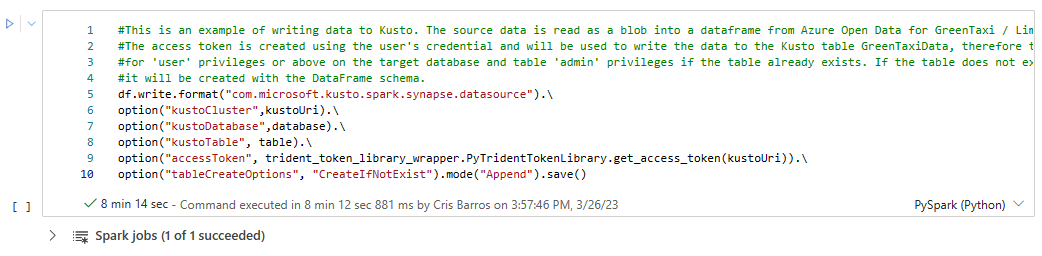 1 #This is an example of writing data to Kusto. The source data is read as a blob into a dataframe from Azure Open Data for GreenTaxi /
2 #The access token is created using the user's credential and will be used to write the data to the Kusto table GreenTaxiData, therefore
3 #for 'user' privileges or above on the target database and table 'admin' privileges if the table already exists. If the table does not
4 #it will be created with the DataFrame schema.
5 df.write.format("com.microsoft.kusto.spark.synapse.datasource").\
6 option("kustoCluster",kustoUri).\
7 option("kustoDatabase",database).\
8 option("kustoTable", table).\
9 option("accessToken", trident_token_library_wrapper.PyTridentTokenLibrary.get_access_token(kustoUri)).\
10 option("tableCreateOptions", "CreateIfNotExist").mode("Append").save()
[ ] 8 min 14 sec - Command executed in 8 min 12 sec 881 ms by Cris Barros on 3:57:46 PM, 3/26/23 PySpark (Python)
Spark jobs (1 of 1 succeeded)